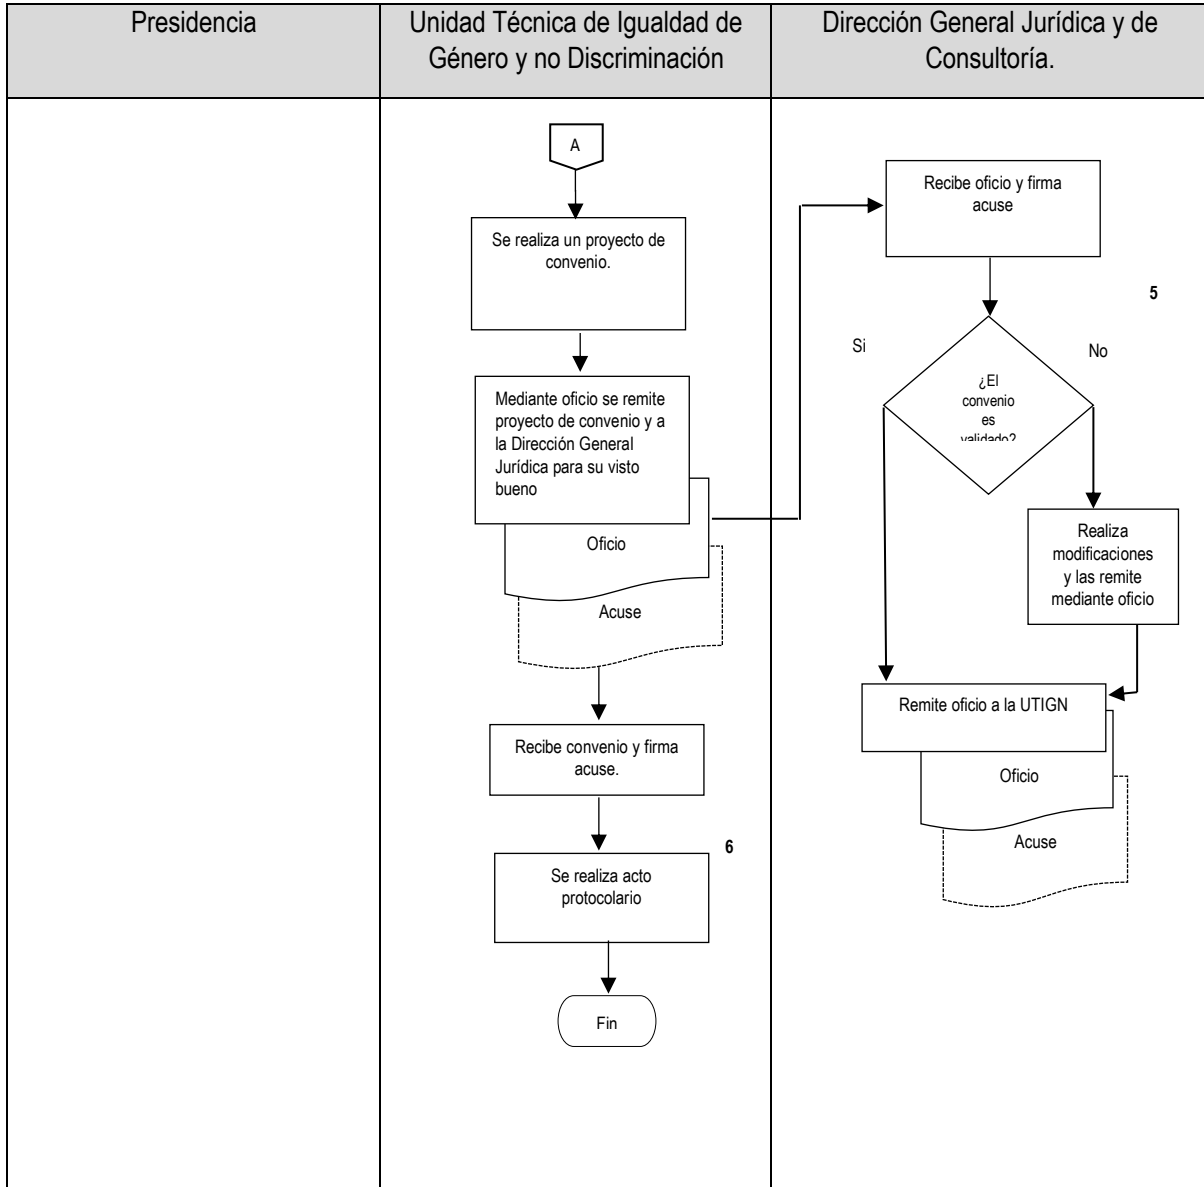 Presidencia
Unidad Técnica de Igualdad de
Género y no Discriminación
Dirección General Jurídica y de
Consultoría.
A
Se realiza un proyecto de
convenio.
Mediante oficio se remite
proyecto de convenio y a
la Dirección General
Jurídica para su visto
bueno
Oficio
Acuse
Recibe convenio y firma
acuse.
6
Se realiza acto
protocolario
Fin
Recibe oficio y firma
acuse
5
Si
No
¿El
convenio
es
validado?
Realiza
modificaciones
y las remite
mediante oficio
Remite oficio a la UTIGN
Oficio
Acuse